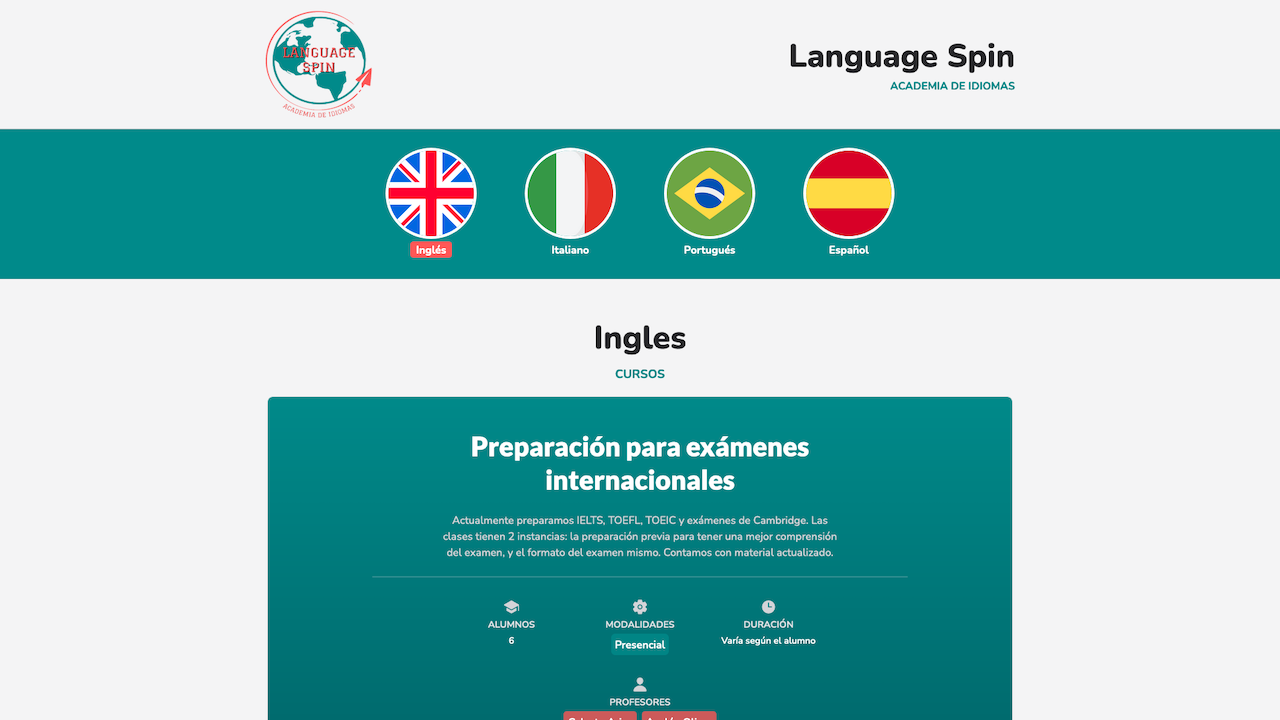 LANGUAGE
SPIN
ACADEMIA DE IDIOMAS
Language Spin
ACADEMIA DE IDIOMAS
Inglés
Italiano
Portugués
Español
Ingles
CURSOS
Preparación para exámenes
internacionales
Actualmente preparamos IELTS, TOEFL, TOEIC y exámenes de Cambridge. Las
clases tienen 2 instancias: la preparación previa para tener una mejor comprensión
del examen, y el formato del examen mismo. Contamos con material actualizado.
ALUMNOS
6
MODALIDADES
Presencial
DURACIÓN
Varía según el alumno
PROFESORES